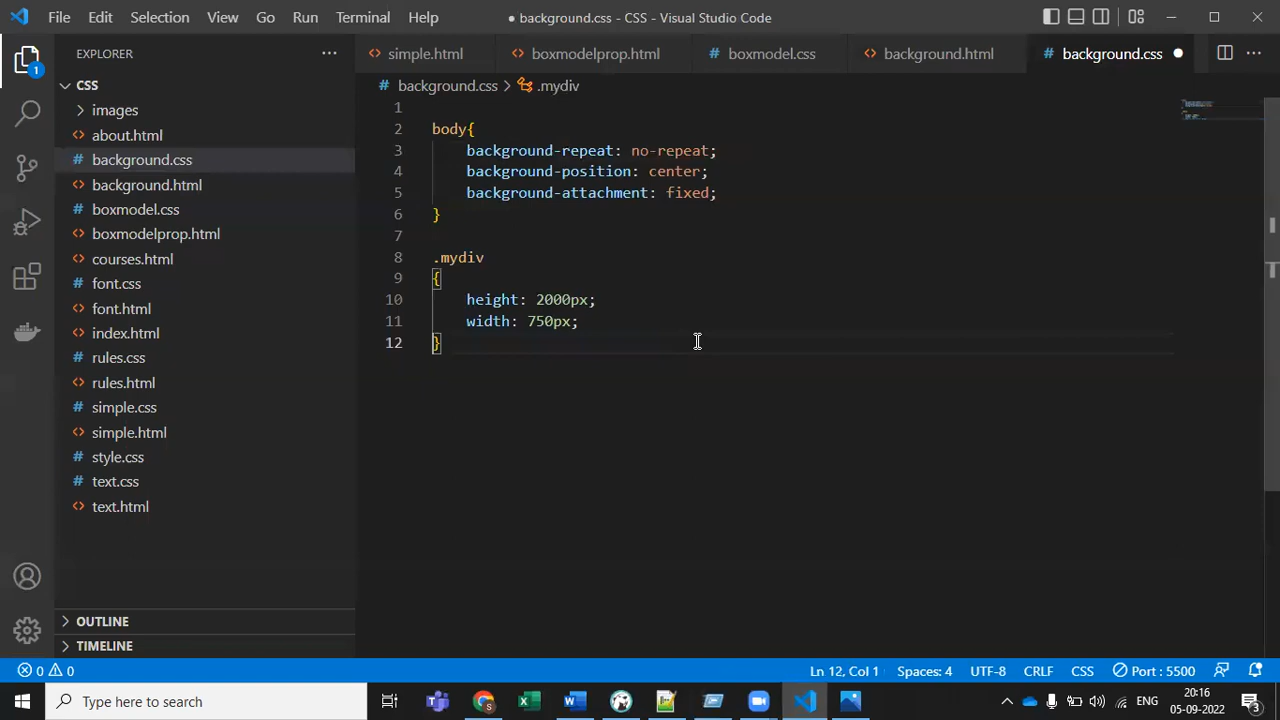 File Edit Selection View Go Run Terminal Help ● background.css - CSS - Visual Studio Code
EXPLORER ··· simple.html boxmodelprop.html # boxmodel.css background.html # background.css ● ···
CSS
# background.css > .mydiv
images
about.html
# background.css
background.html
# boxmodel.css
boxmodelprop.html
courses.html
# font.css
font.html
index.html
# rules.css
rules.html
# simple.css
simple.html
# style.css
# text.css
text.html
OUTLINE
TIMELINE
1
1
2 body{
3 background-repeat: no-repeat;
4 background-position: center;
5 background-attachment: fixed;
6 }
7
8 .mydiv
9 {
10 height: 2000px;
11 width: 750px;
12 }
0 0 Ln 12, Col 1 Spaces: 4 UTF-8 CRLF CSS Port : 5500
Type here to search ENG 20:16
05-09-2022 3